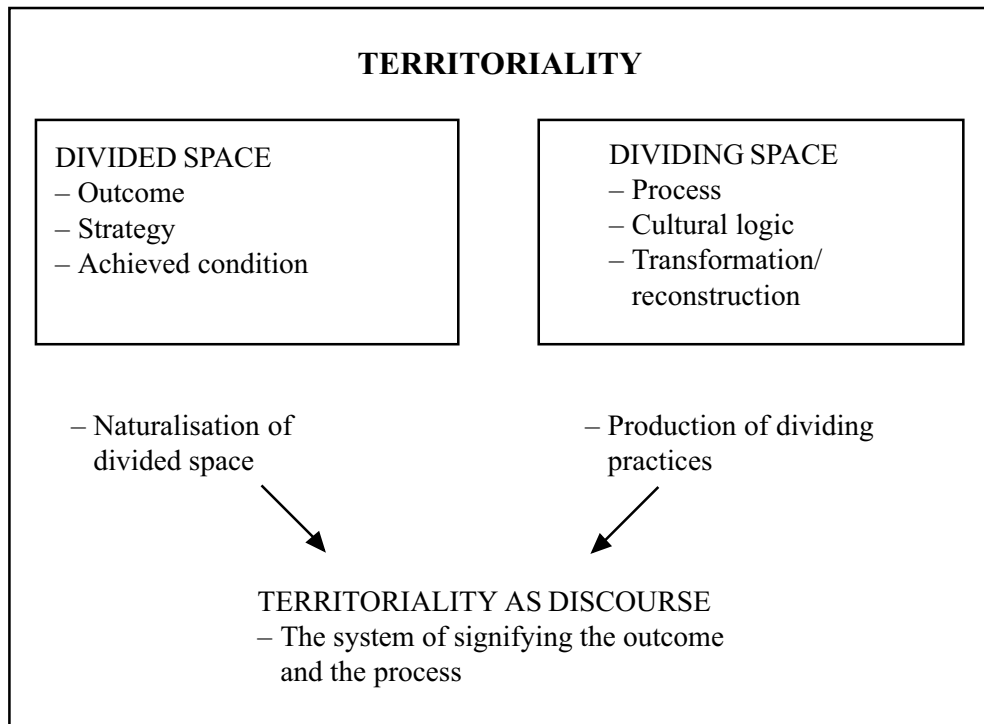 TERRITORIALITY
DIVIDED SPACE
– Outcome
– Strategy
– Achieved condition
DIVIDING SPACE
– Process
– Cultural logic
– Transformation/
reconstruction
– Naturalisation of
divided space
– Production of dividing
practices
TERRITORIALITY AS DISCOURSE
– The system of signifying the outcome
and the process